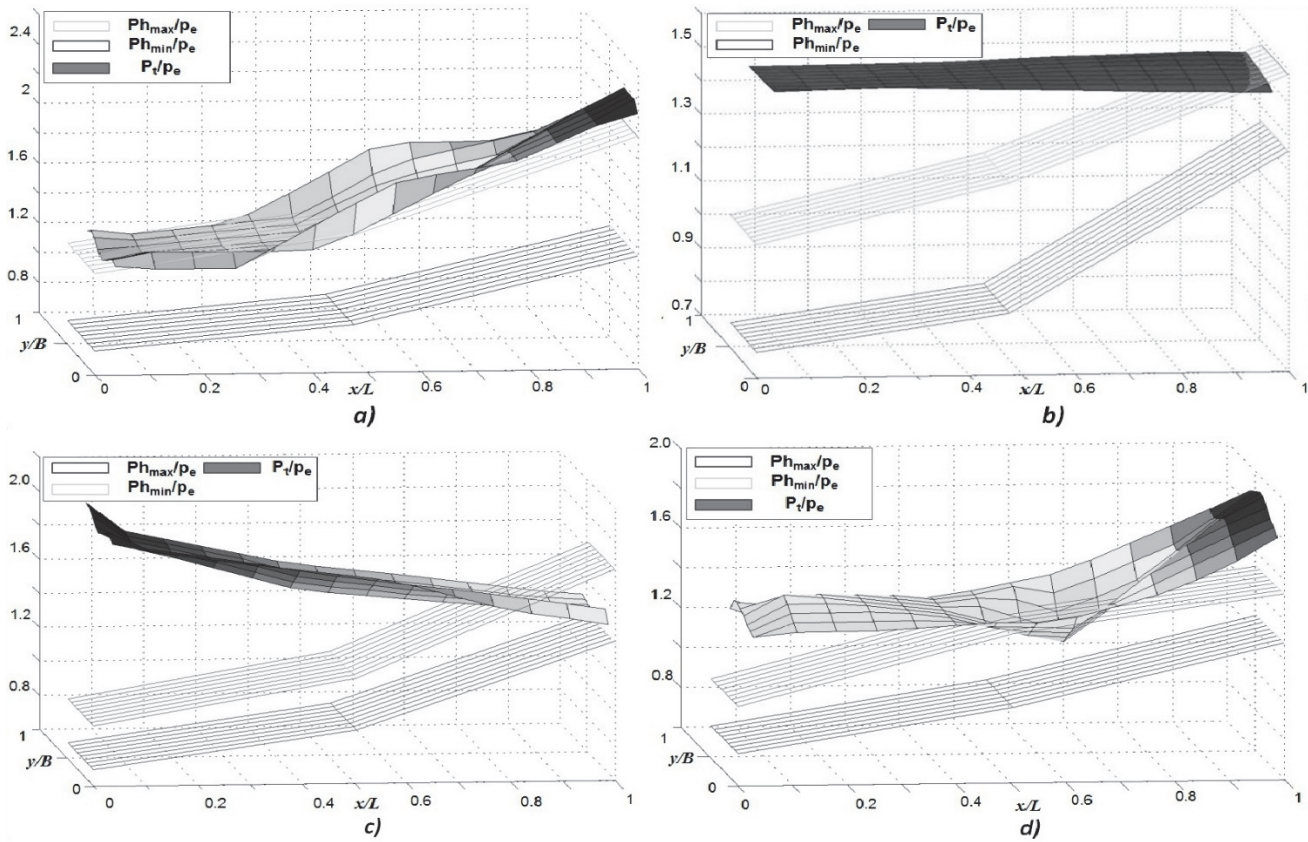 2.4
2
1.6
1.2
0.8
1
y/B
0
0.2
0.4
x/L
0.6
0.8
1
Ph_max/p_e
Ph_min/p_e
P_t/p_e
a)
1.5
1.3
1.1
0.9
0.7
1
y/B
0
0
0.2
0.4
x/L
0.6
0.8
1
Ph_max/p_e P_t/p_e
Ph_min/p_e
b)
2.0
1.6
1.2
0.8
1
y/B
0
0
0.2
0.4
x/L
0.6
0.8
1
Ph_max/p_e P_t/p_e
Ph_min/p_e
c)
2.0
1.6
1.2
0.8
1
y/B
0
0
0.2
0.4
x/L
0.6
0.8
1
Ph_max/p_e
Ph_min/p_e
P_t/p_e
d)